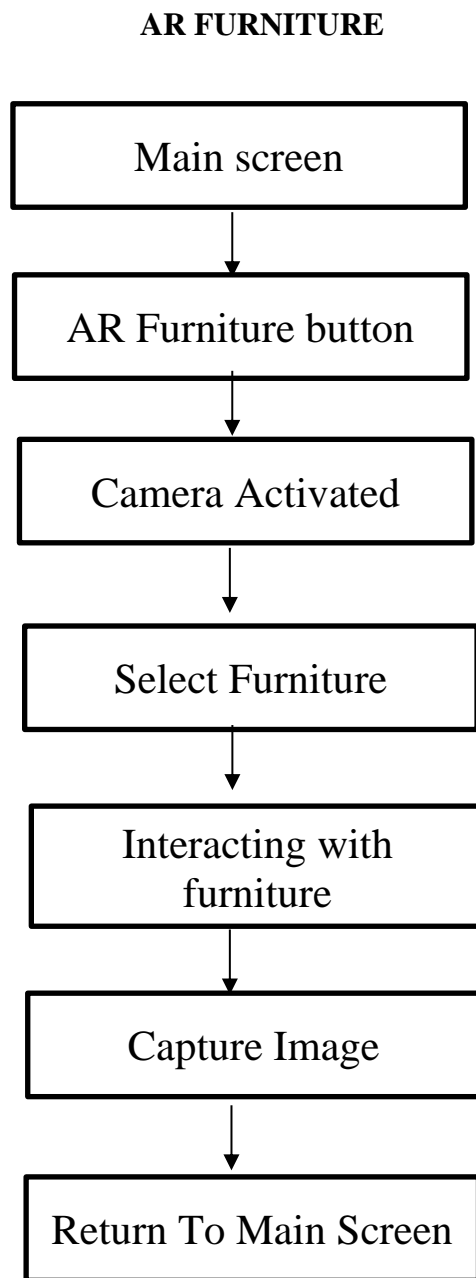 AR FURNITURE
Main screen
AR Furniture button
Camera Activated
Select Furniture
Interacting with
furniture
Capture Image
Return To Main Screen